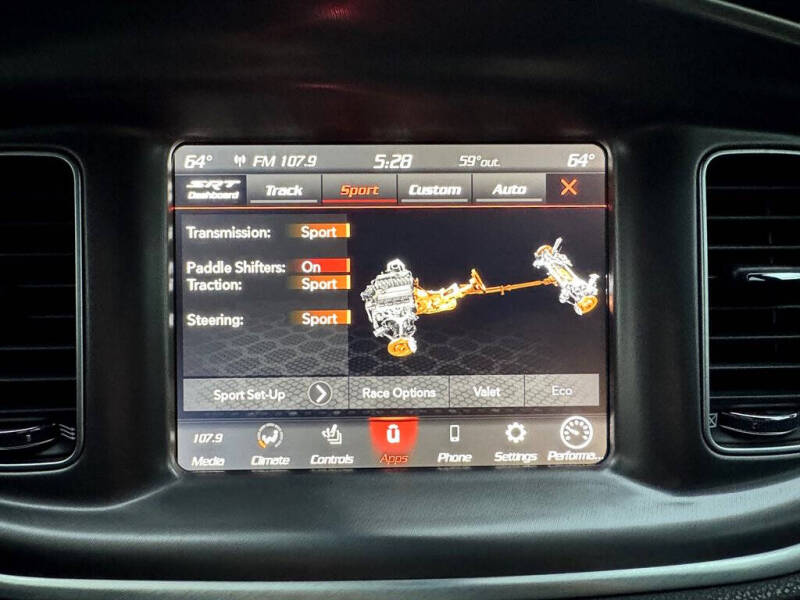 64° FM 107.9 5:28 59°out. 64°
SRT Track Sport Custom Auto X
Dashboard
Transmission: Sport
Paddle Shifters: On
Traction: Sport
Steering: Sport
Sport Set-Up > Race Options Valet Eco
107.9
Media Climate Controls Apps Phone Settings Performa...